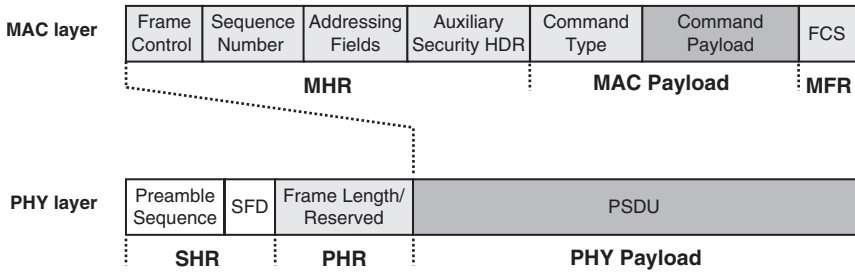 MAC layer
Frame
Control
Sequence
Number
Addressing
Fields
Auxiliary
Security HDR
Command
Type
Command
Payload
FCS
MHR
MAC Payload
MFR
PHY layer
Preamble
Sequence
SFD
Frame Length/
Reserved
PSDU
SHR
PHR
PHY Payload